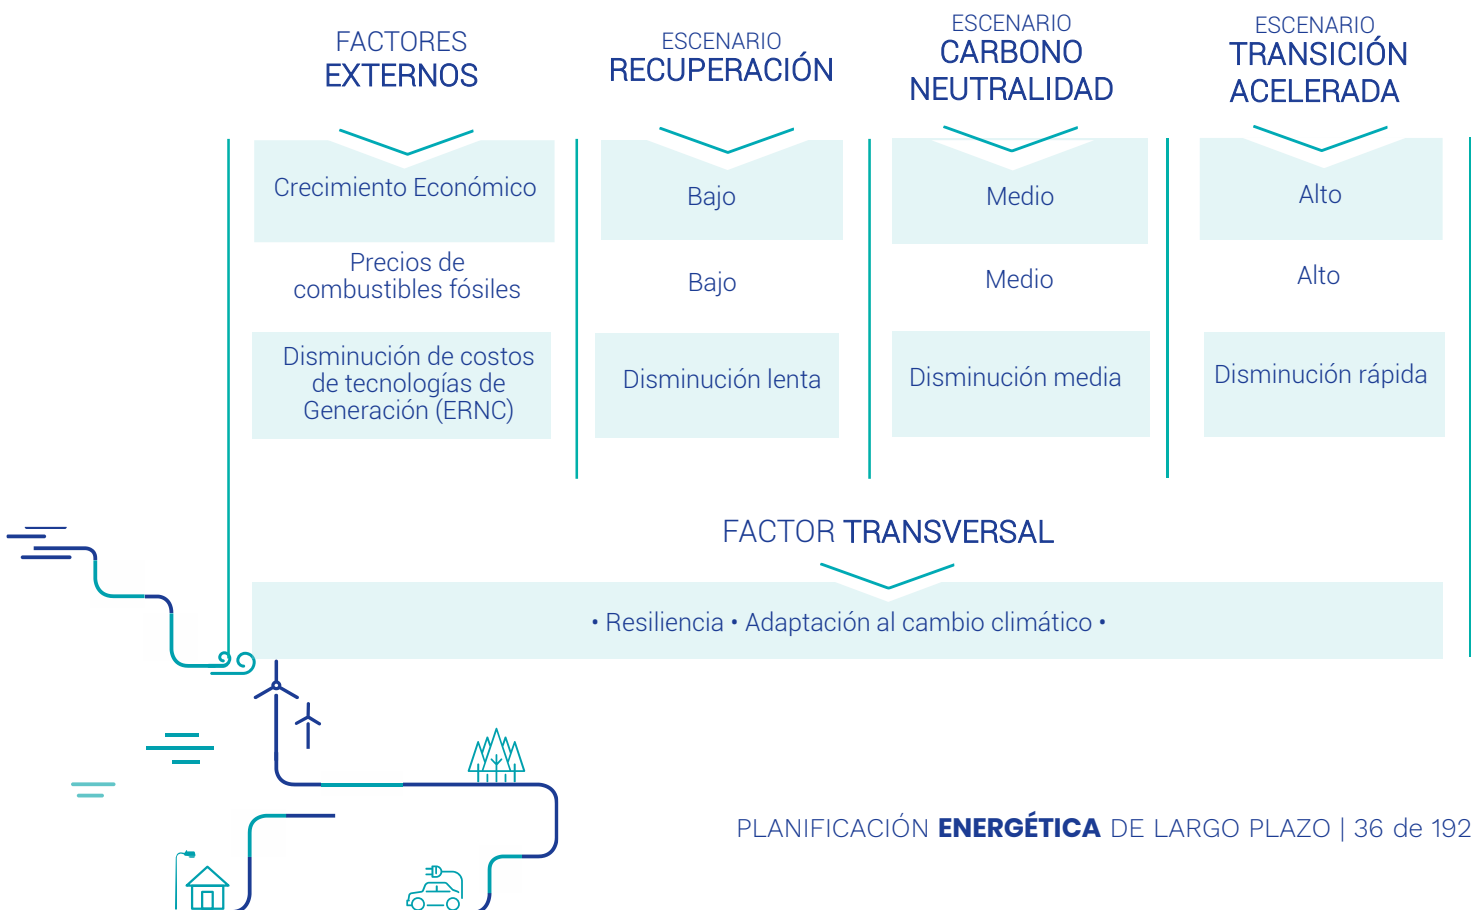 FACTORES
EXTERNOS
ESCENARIO
RECUPERACIÓN
ESCENARIO
CARBONO
NEUTRALIDAD
ESCENARIO
TRANSICIÓN
ACELERADA
Crecimiento Económico
Bajo
Medio
Alto
Precios de
combustibles fósiles
Bajo
Medio
Alto
Disminución de costos
de tecnologías de
Generación (ERNC)
Disminución lenta
Disminución media
Disminución rápida
FACTOR TRANSVERSAL
• Resiliencia • Adaptación al cambio climático •
PLANIFICACIÓN ENERGÉTICA DE LARGO PLAZO | 36 de 192